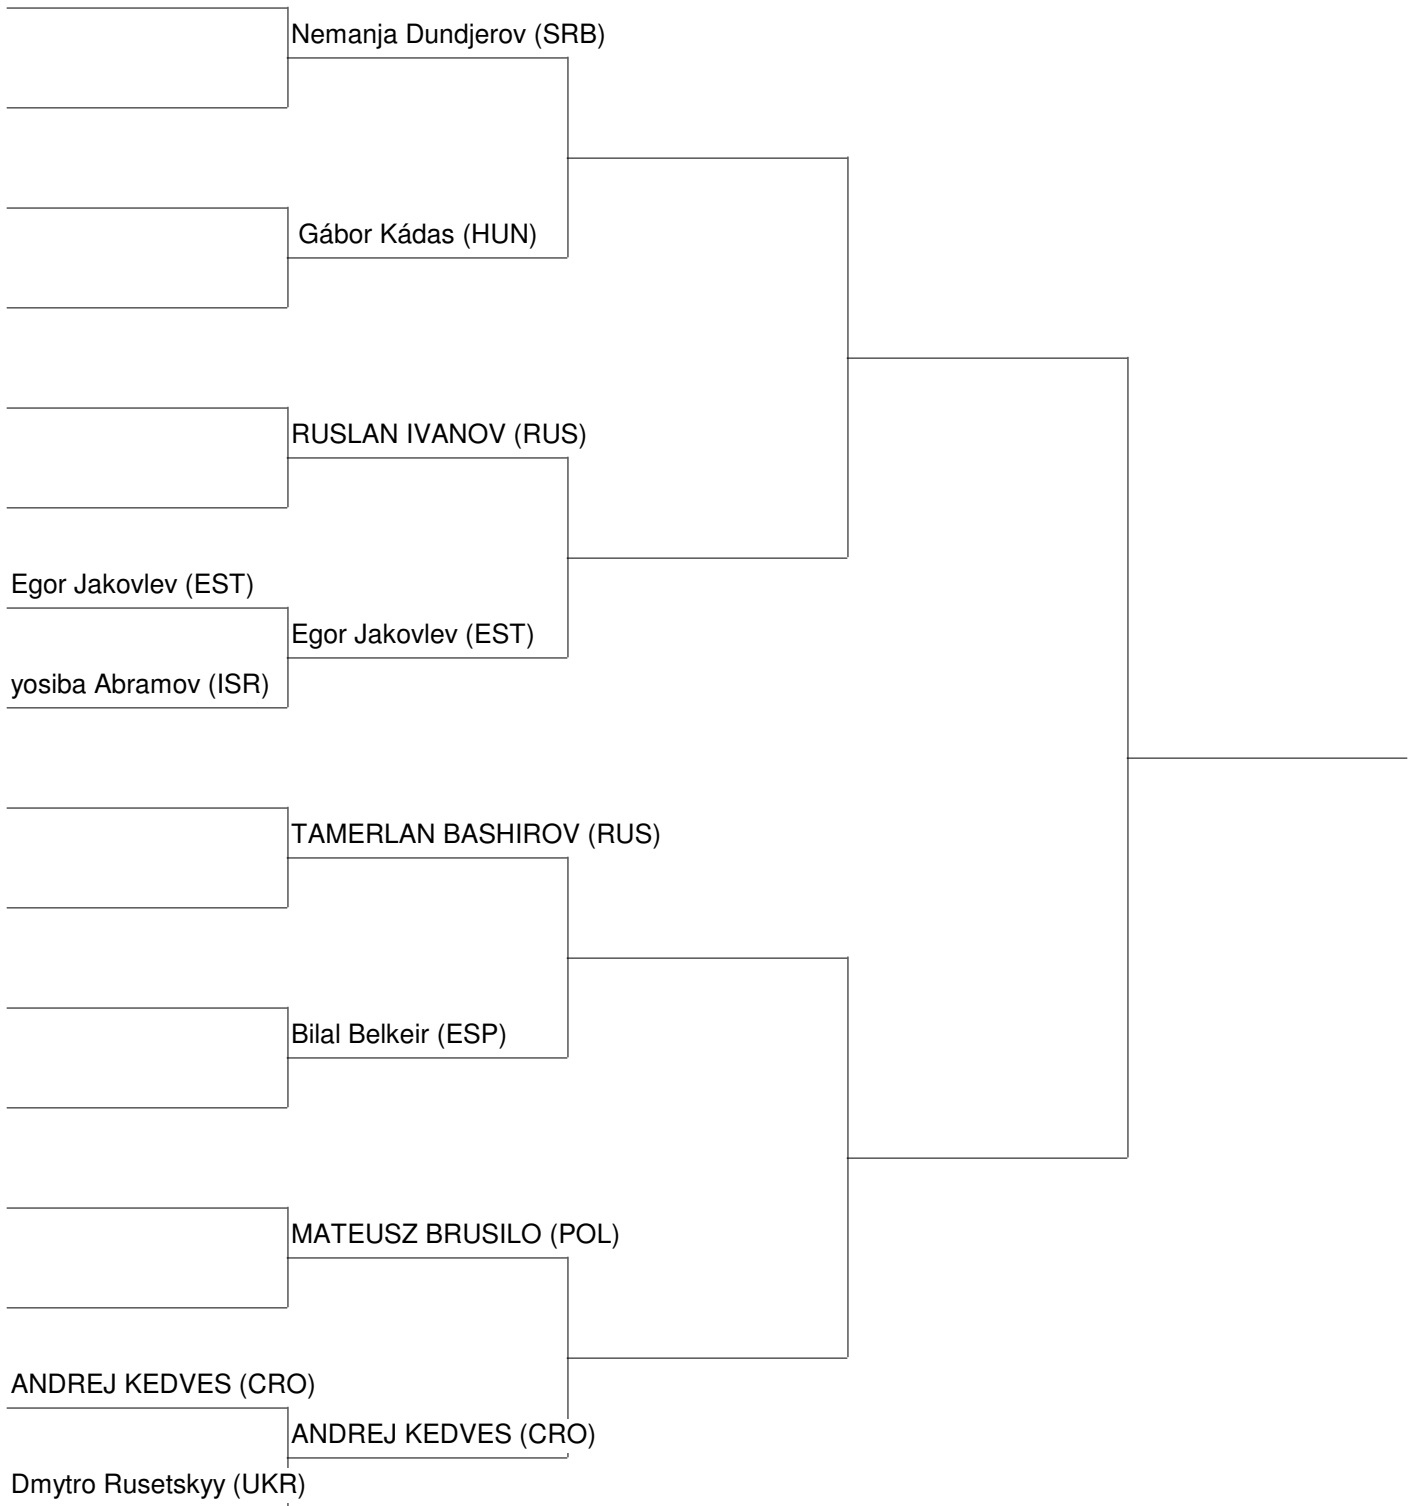 Nemanja Dundjerov (SRB)
Gábor Kádas (HUN)
RUSLAN IVANOV (RUS)
Egor Jakovlev (EST)
Egor Jakovlev (EST)
yosiba Abramov (ISR)
TAMERLAN BASHIROV (RUS)
Bilal Belkeir (ESP)
MATEUSZ BRUSILO (POL)
ANDREJ KEDVES (CRO)
ANDREJ KEDVES (CRO)
Dmytro Rusetskyy (UKR)